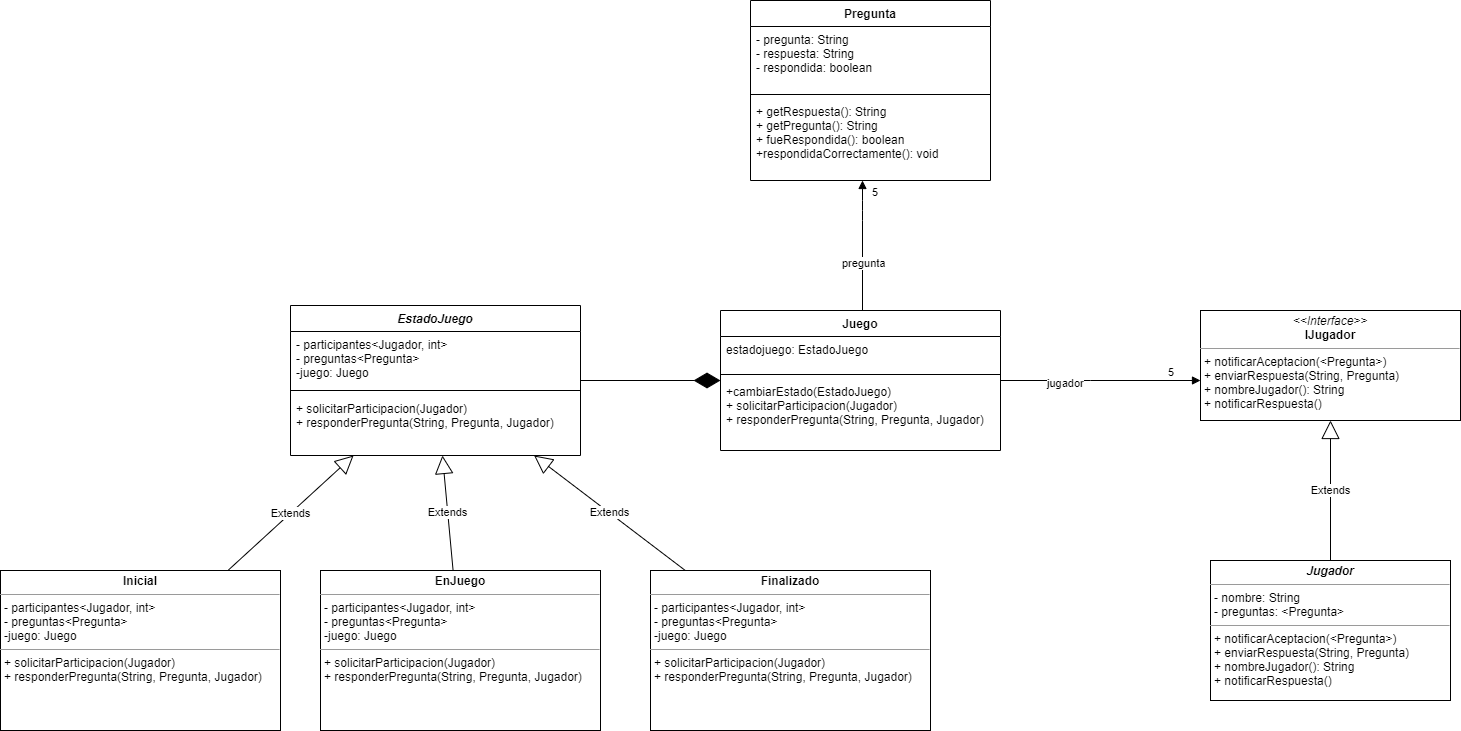 Pregunta
- pregunta: String
- respuesta: String
- respondida: boolean
+ getRespuesta(): String
+ getPregunta(): String
+ fueRespondida(): boolean
+respondidaCorrectamente(): void
5
pregunta
EstadoJuego
- participantes<Jugador, int>
- preguntas<Pregunta>
-juego: Juego
+ solicitarParticipacion(Jugador)
+ responderPregunta(String, Pregunta, Jugador)
Juego
estadojuego: EstadoJuego
+cambiarEstado(EstadoJuego)
+ solicitarParticipacion(Jugador)
+ responderPregunta(String, Pregunta, Jugador)
jugador
5
<<Interface>>
IJugador
+ notificarAceptacion(<Pregunta>)
+ enviarRespuesta(String, Pregunta)
+ nombreJugador(): String
+ notificarRespuesta()
Extends
Extends
Extends
Extends
Inicial
- participantes<Jugador, int>
- preguntas<Pregunta>
-juego: Juego
+ solicitarParticipacion(Jugador)
+ responderPregunta(String, Pregunta, Jugador)
EnJuego
- participantes<Jugador, int>
- preguntas<Pregunta>
-juego: Juego
+ solicitarParticipacion(Jugador)
+ responderPregunta(String, Pregunta, Jugador)
Finalizado
- participantes<Jugador, int>
- preguntas<Pregunta>
-juego: Juego
+ solicitarParticipacion(Jugador)
+ responderPregunta(String, Pregunta, Jugador)
Jugador
- nombre: String
- preguntas: <Pregunta>
+ notificarAceptacion(<Pregunta>)
+ enviarRespuesta(String, Pregunta)
+ nombreJugador(): String
+ notificarRespuesta()